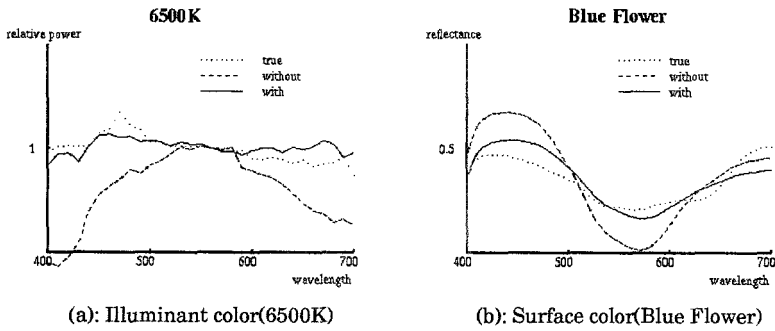 6500K
relative power
true
without
with
1
400
500
600
700
wavelength
(a): Illuminant color(6500K)
Blue Flower
reflectance
true
without
with
0.5
400
500
600
700
wavelength
(b): Surface color(Blue Flower)